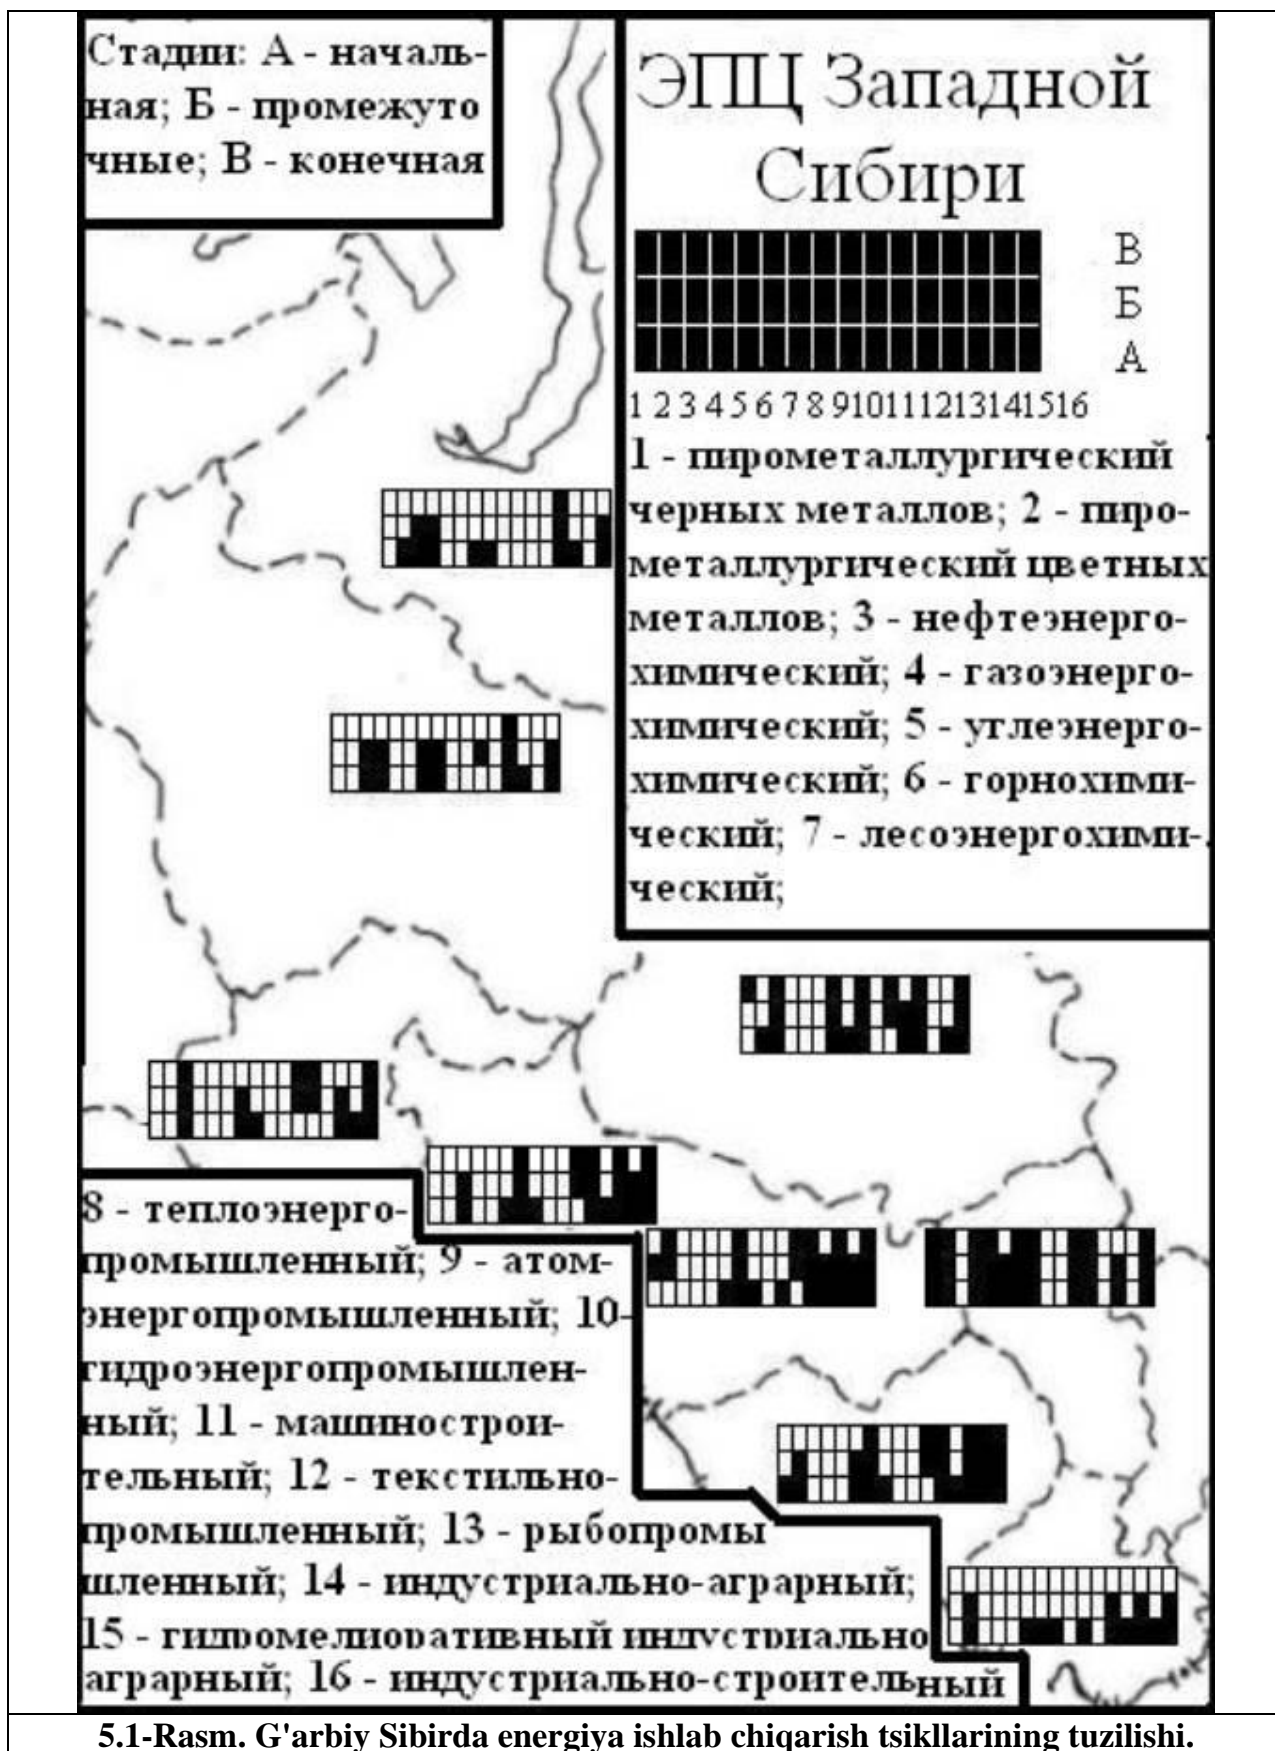 Стадии: А - началь-
ная; Б - промежуто
чные; В - конечная
ЭПЦ Западной
Сибири
В
Б
А
1 2 3 4 5 6 7 8 9 10 11 12 13 14 15 16
1 - пирометаллургический
черных металлов; 2 - пиро-
металлургический цветных
металлов; 3 - нефтеэнерго-
химический; 4 - газоэнерго-
химический; 5 - углеэнерго-
химический; 6 - горнохими-
ческий; 7 - лесоэнергохими-
ческий;
8 - теплоэнерго-
промышленный; 9 - атом-
энергопромышленный; 10-
гидроэнергопромышлен-
ный; 11 - машинострои-
тельный; 12 - текстильно-
промышленный; 13 - рыбопромы
шленный; 14 - индустриально-аграрный;
15 - гидромелиоративный индустриально
аграрный; 16 - индустриально-строительный
5.1-Rasm. G'arbiy Sibirda energiya ishlab chiqarish tsikllarining tuzilishi.